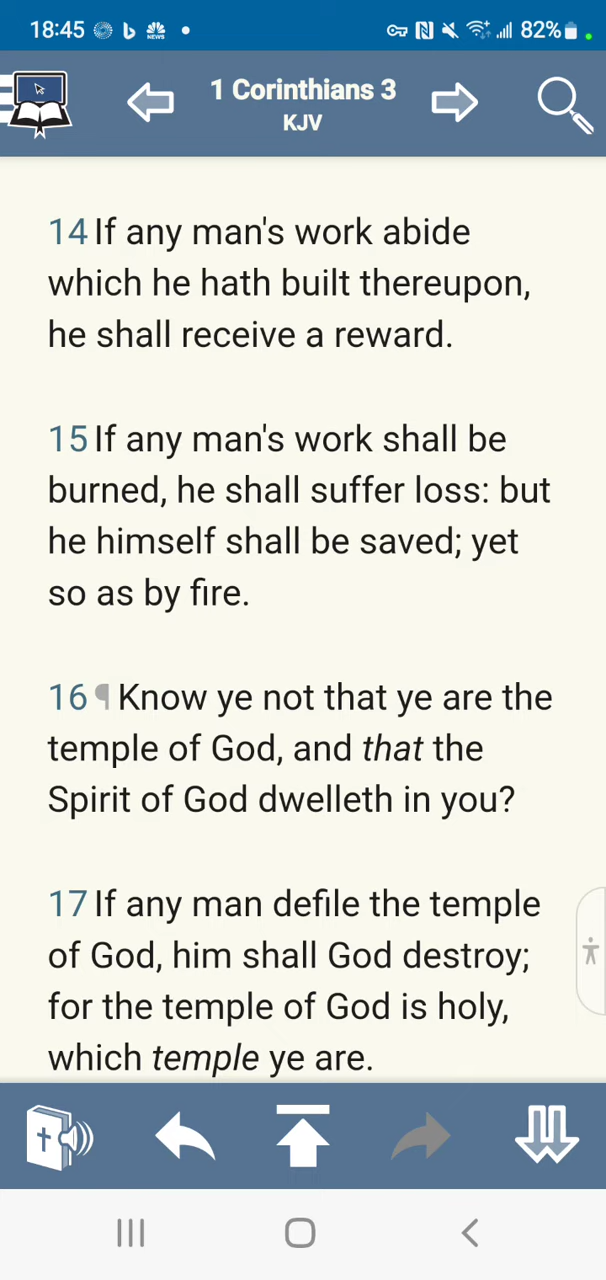 18:45 NEWS 82%
1 Corinthians 3
KJV
14 If any man's work abide
which he hath built thereupon,
he shall receive a reward.
15 If any man's work shall be
burned, he shall suffer loss: but
he himself shall be saved; yet
so as by fire.
16 ¶ Know ye not that ye are the
temple of God, and that the
Spirit of God dwelleth in you?
17 If any man defile the temple
of God, him shall God destroy;
for the temple of God is holy,
which temple ye are.